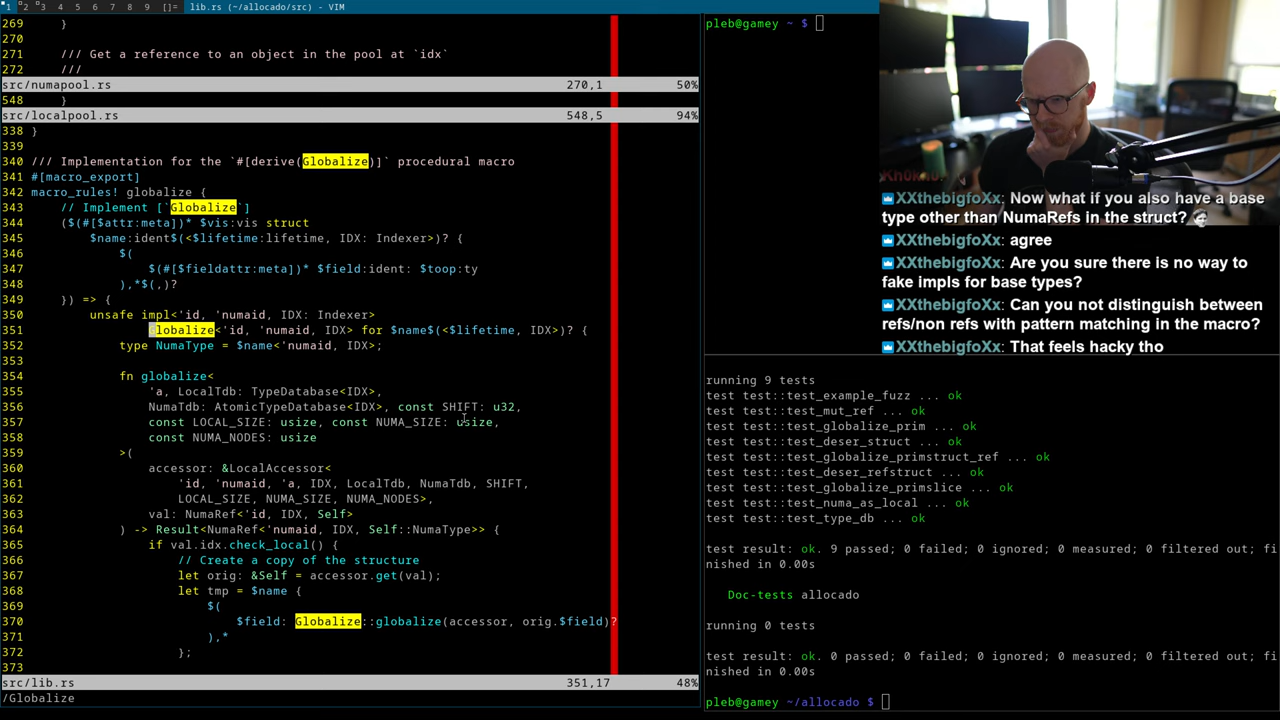 1 2 3 4 5 6 7 8 9 []= lib.rs (~/allocado/src) - VIM
269 }
270
271 /// Get a reference to an object in the pool at `idx`
272 ///
src/numapool.rs 270,1 50%
548 }
src/localpool.rs 548,5 94%
338 }
339
340 /// Implementation for the `#[derive(Globalize)]` procedural macro
341 #[macro_export]
342 macro_rules! globalize {
343 // Implement [`Globalize`]
344 ($(#[$attr:meta])* $vis:vis struct
345 $name:ident$(<$lifetime:lifetime, IDX: Indexer>)? {
346 $(
347 $(#[$fieldattr:meta])* $field:ident: $toop:ty
348 ),*$(,)?
349 }) => {
350 unsafe impl<'id, 'numaid, IDX: Indexer>
351 Globalize<'id, 'numaid, IDX> for $name$(<$lifetime, IDX>)? {
352 type NumaType = $name<'numaid, IDX>;
353
354 fn globalize<
355 'a, LocalTdb: TypeDatabase<IDX>,
356 NumaTdb: AtomicTypeDatabase<IDX>, const SHIFT: u32,
357 const LOCAL_SIZE: usize, const NUMA_SIZE: usize,
358 const NUMA_NODES: usize
359 >(
360 accessor: &LocalAccessor<
361 'id, 'numaid, 'a, IDX, LocalTdb, NumaTdb, SHIFT,
362 LOCAL_SIZE, NUMA_SIZE, NUMA_NODES>,
363 val: NumaRef<'id, IDX, Self>
364 ) -> Result<NumaRef<'numaid, IDX, Self::NumaType>> {
365 if val.idx.check_local() {
366 // Create a copy of the structure
367 let orig: &Self = accessor.get(val);
368 let tmp = $name {
369 $(
370 $field: Globalize::globalize(accessor, orig.$field)?
371 ),*
372 };
373
src/lib.rs 351,17 48%
/Globalize
pleb@gamey ~ $
XXthebigfoXx: Now what if you also have a base
type other than NumaRefs in the struct?
XXthebigfoXx: agree
XXthebigfoXx: Are you sure there is no way to
fake impls for base types?
XXthebigfoXx: Can you not distinguish between
refs/non refs with pattern matching in the macro?
XXthebigfoXx: That feels hacky tho
running 9 tests
test test::test_example_fuzz ... ok
test test::test_mut_ref ... ok
test test::test_globalize_prim ... ok
test test::test_deser_struct ... ok
test test::test_globalize_primstruct_ref ... ok
test test::test_deser_refstruct ... ok
test test::test_globalize_primslice ... ok
test test::test_numa_as_local ... ok
test test::test_type_db ... ok
test result: ok. 9 passed; 0 failed; 0 ignored; 0 measured; 0 filtered out; fi
nished in 0.00s
Doc-tests allocado
running 0 tests
test result: ok. 0 passed; 0 failed; 0 ignored; 0 measured; 0 filtered out; fi
nished in 0.00s
pleb@gamey ~/allocado $